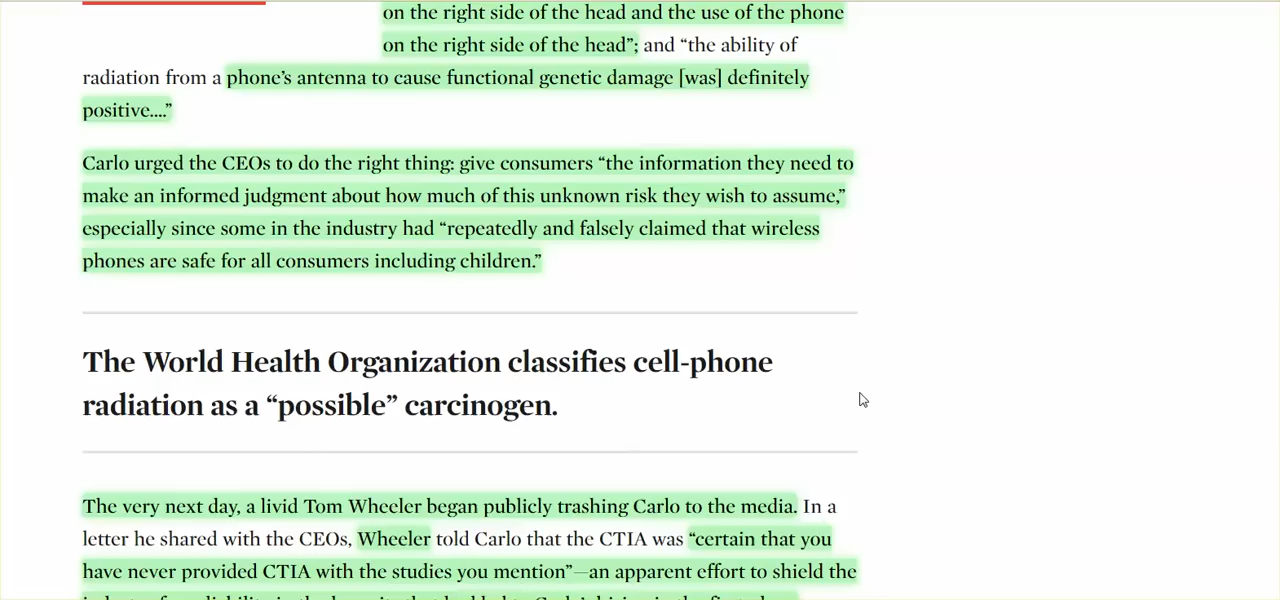 on the right side of the head and the use of the phone
on the right side of the head”; and “the ability of
radiation from a phone’s antenna to cause functional genetic damage [was] definitely
positive....”
Carlo urged the CEOs to do the right thing: give consumers “the information they need to
make an informed judgment about how much of this unknown risk they wish to assume,”
especially since some in the industry had “repeatedly and falsely claimed that wireless
phones are safe for all consumers including children.”
The World Health Organization classifies cell-phone
radiation as a “possible” carcinogen.
The very next day, a livid Tom Wheeler began publicly trashing Carlo to the media. In a
letter he shared with the CEOs, Wheeler told Carlo that the CTIA was “certain that you
have never provided CTIA with the studies you mention”—an apparent effort to shield the